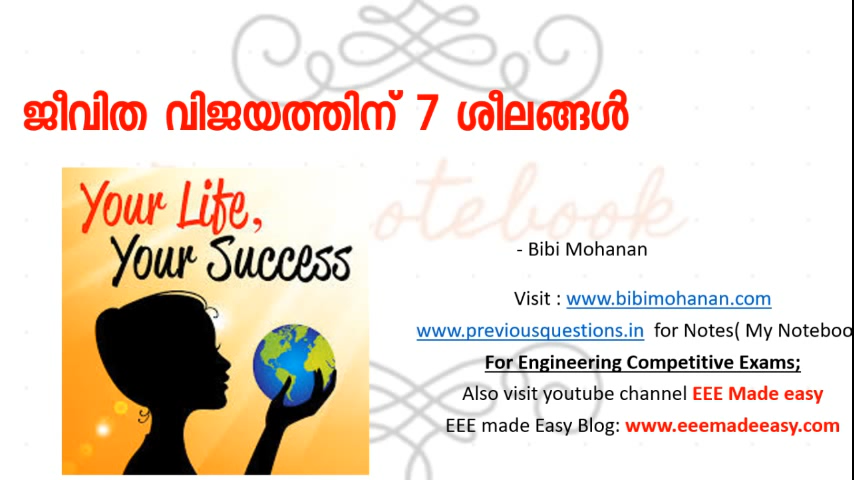 ജീവിത വിജയത്തിന് 7 ശീലങ്ങൾ
Your Life,
Your Success
otebook
- Bibi Mohanan
Visit : www.bibimohanan.com
www.previousquestions.in for Notes( My Noteboo
For Engineering Competitive Exams;
Also visit youtube channel EEE Made easy
EEE made Easy Blog: www.eeemadeeasy.com